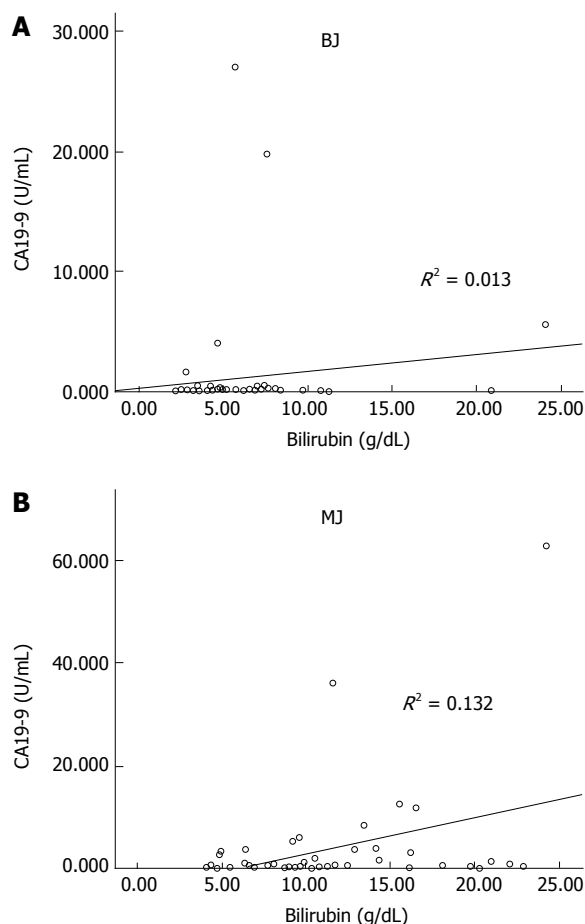 A
BJ
30.000
20.000
10.000
0.000
CA19-9 (U/mL)
R² = 0.013
0.00 5.00 10.00 15.00 20.00 25.00
Bilirubin (g/dL)
B
MJ
60.000
40.000
20.000
0.000
CA19-9 (U/mL)
R² = 0.132
0.00 5.00 10.00 15.00 20.00 25.00
Bilirubin (g/dL)